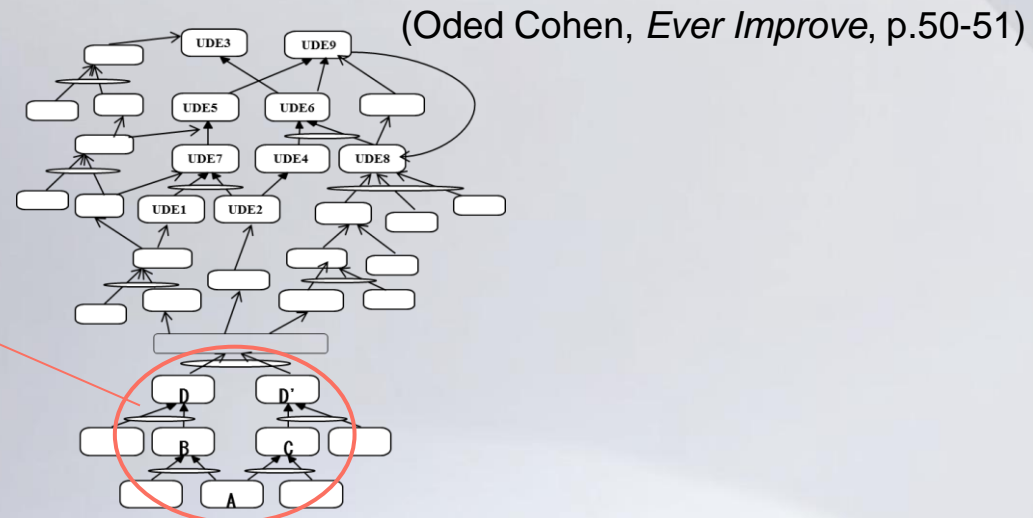 (Oded Cohen, Ever Improve, p.50-51)
UDE3 UDE9
UDE5 UDE6
UDE7 UDE4 UDE8
UDE1 UDE2
D D'
B C
A